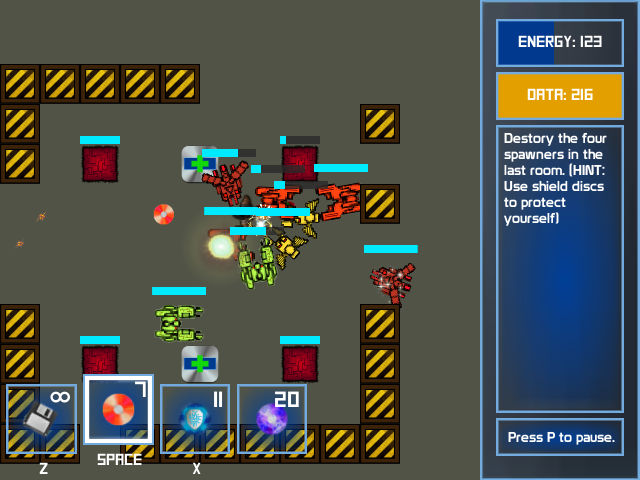 ENERGY: 123
DATA: 216
Destory the four
spawners in the
last room. (HINT:
Use shield discs
to protect
yourself)
∞
7
11
20
Z
SPACE
X
Press P to pause.